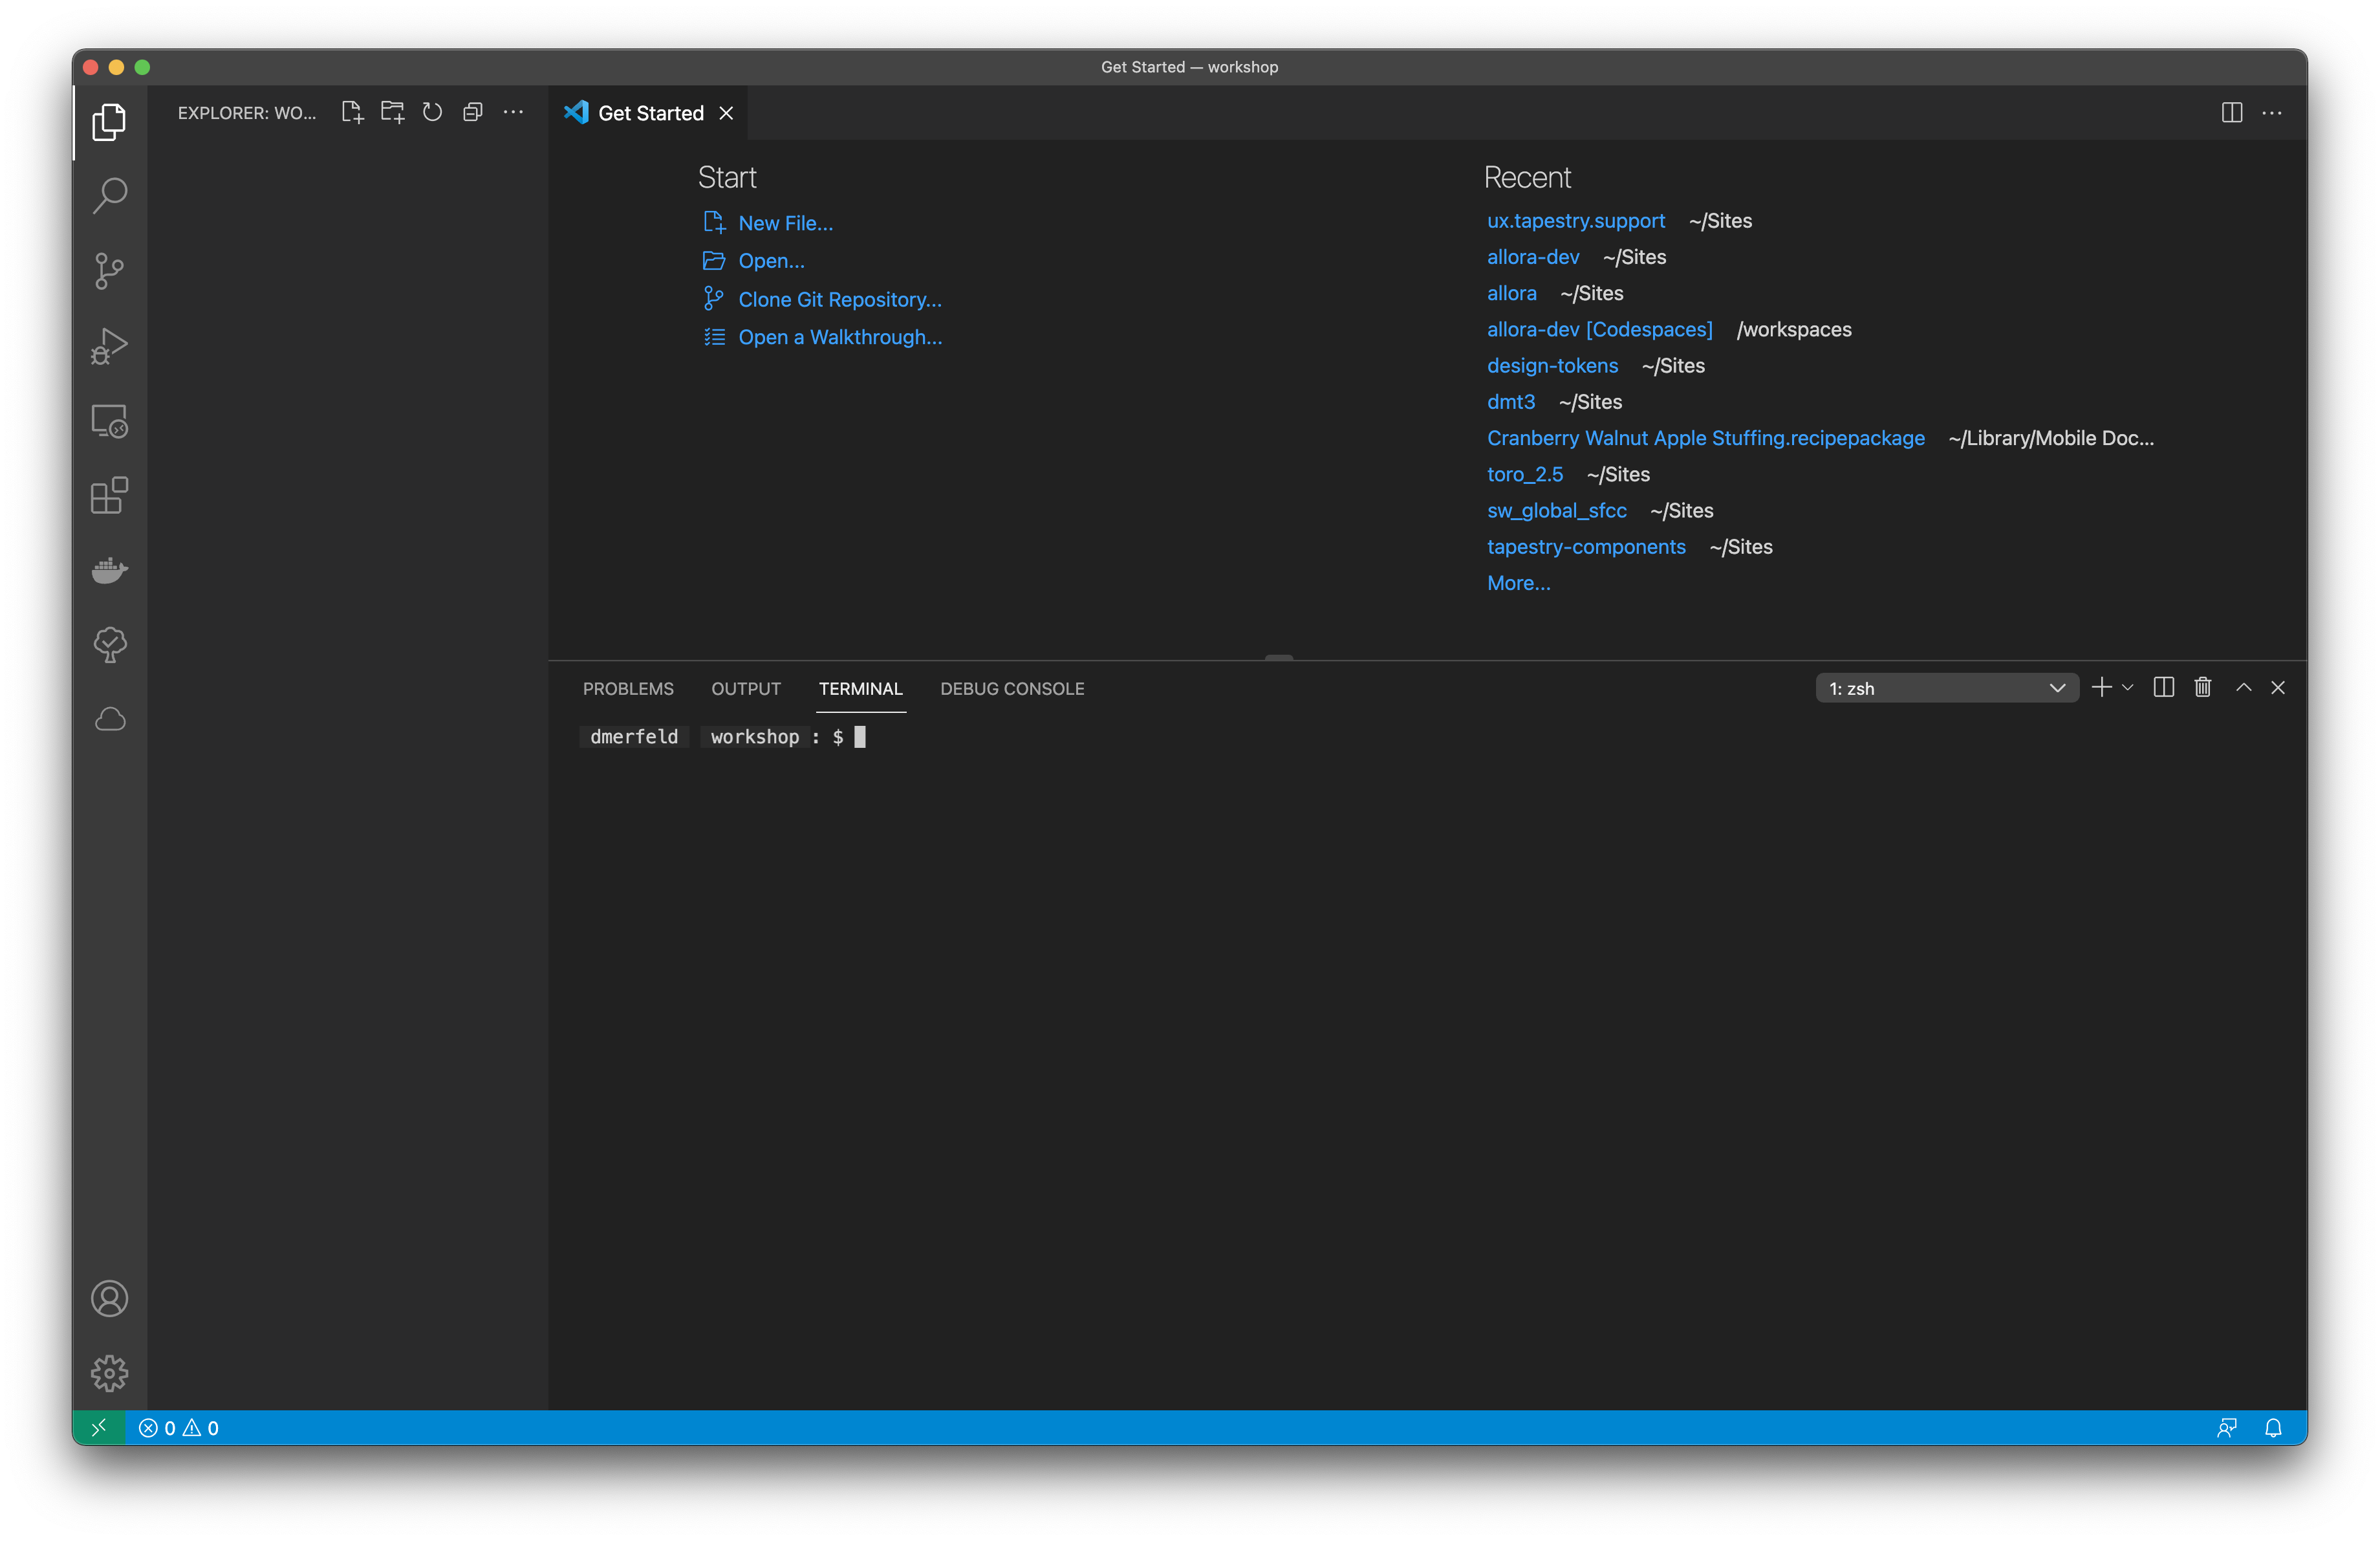 Get Started — workshop
EXPLORER: WO...
Get Started
Start
New File...
Open...
Clone Git Repository...
Open a Walkthrough...
Recent
ux.tapestry.support ~/Sites
allora-dev ~/Sites
allora ~/Sites
allora-dev [Codespaces] /workspaces
design-tokens ~/Sites
dmt3 ~/Sites
Cranberry Walnut Apple Stuffing.recipepackage ~/Library/Mobile Doc...
toro_2.5 ~/Sites
sw_global_sfcc ~/Sites
tapestry-components ~/Sites
More...
PROBLEMS OUTPUT TERMINAL DEBUG CONSOLE 1: zsh
dmerfeld workshop : $
0 0